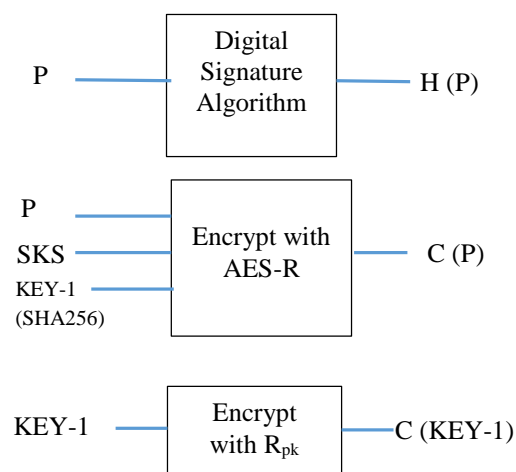 Digital
Signature
Algorithm
P
H (P)
P
SKS
KEY-1
(SHA256)
Encrypt with
AES-R
C (P)
KEY-1
Encrypt
with Rpk
C (KEY-1)